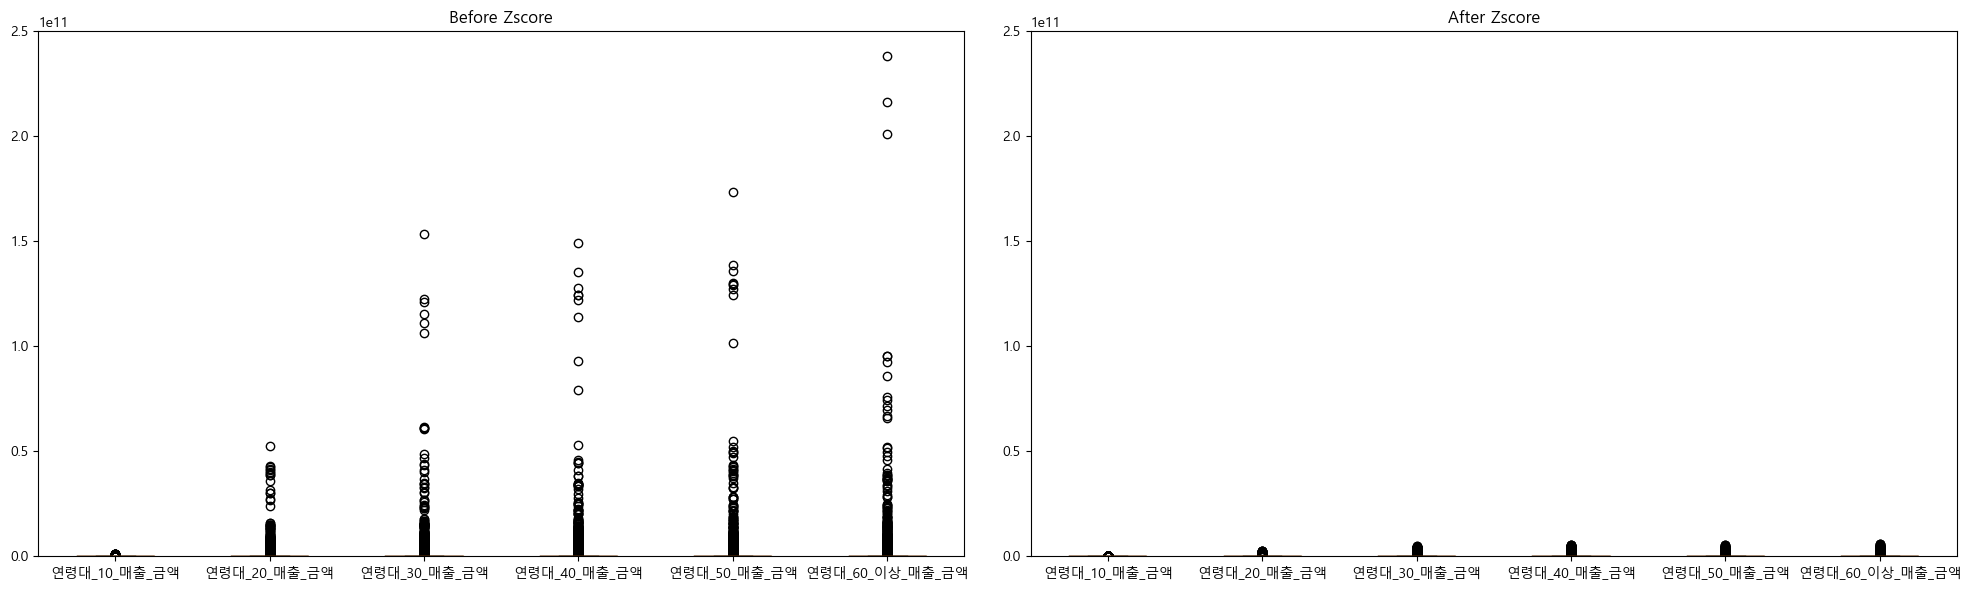 Before Zscore
1e11
2.5
2.0
1.5
1.0
0.5
0.0
연령대_10_매출_금액 연령대_20_매출_금액 연령대_30_매출_금액 연령대_40_매출_금액 연령대_50_매출_금액 연령대_60_이상_매출_금액
After Zscore
1e11
2.5
2.0
1.5
1.0
0.5
0.0
연령대_10_매출_금액 연령대_20_매출_금액 연령대_30_매출_금액 연령대_40_매출_금액 연령대_50_매출_금액 연령대_60_이상_매출_금액